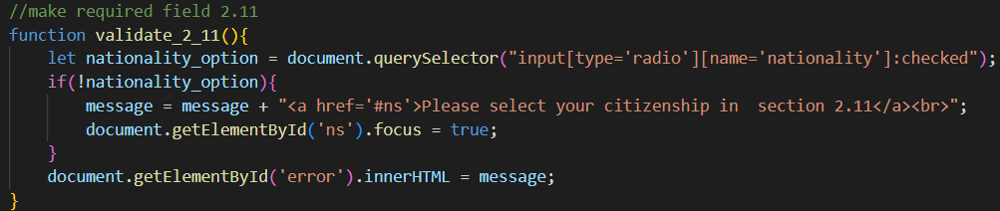 //make required field 2.11
function validate_2_11(){
    let nationality_option = document.querySelector("input[type='radio'][name='nationality']:checked");
    if(!nationality_option){
        message = message + "<a href='#ns'>Please select your citizenship in  section 2.11</a><br>";
        document.getElementById('ns').focus = true;
    }
    document.getElementById('error').innerHTML = message;
}